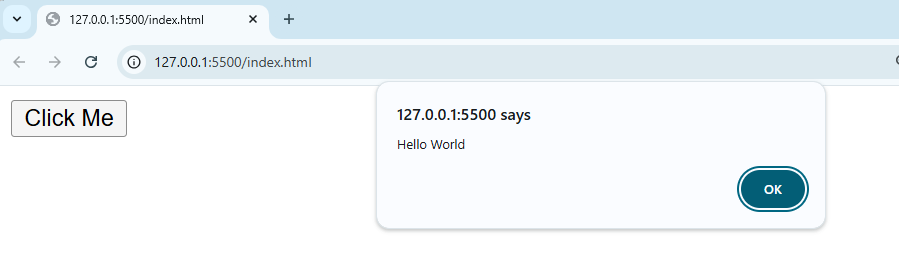 127.0.0.1:5500/index.html
127.0.0.1:5500/index.html
Click Me
127.0.0.1:5500 says
Hello World
OK